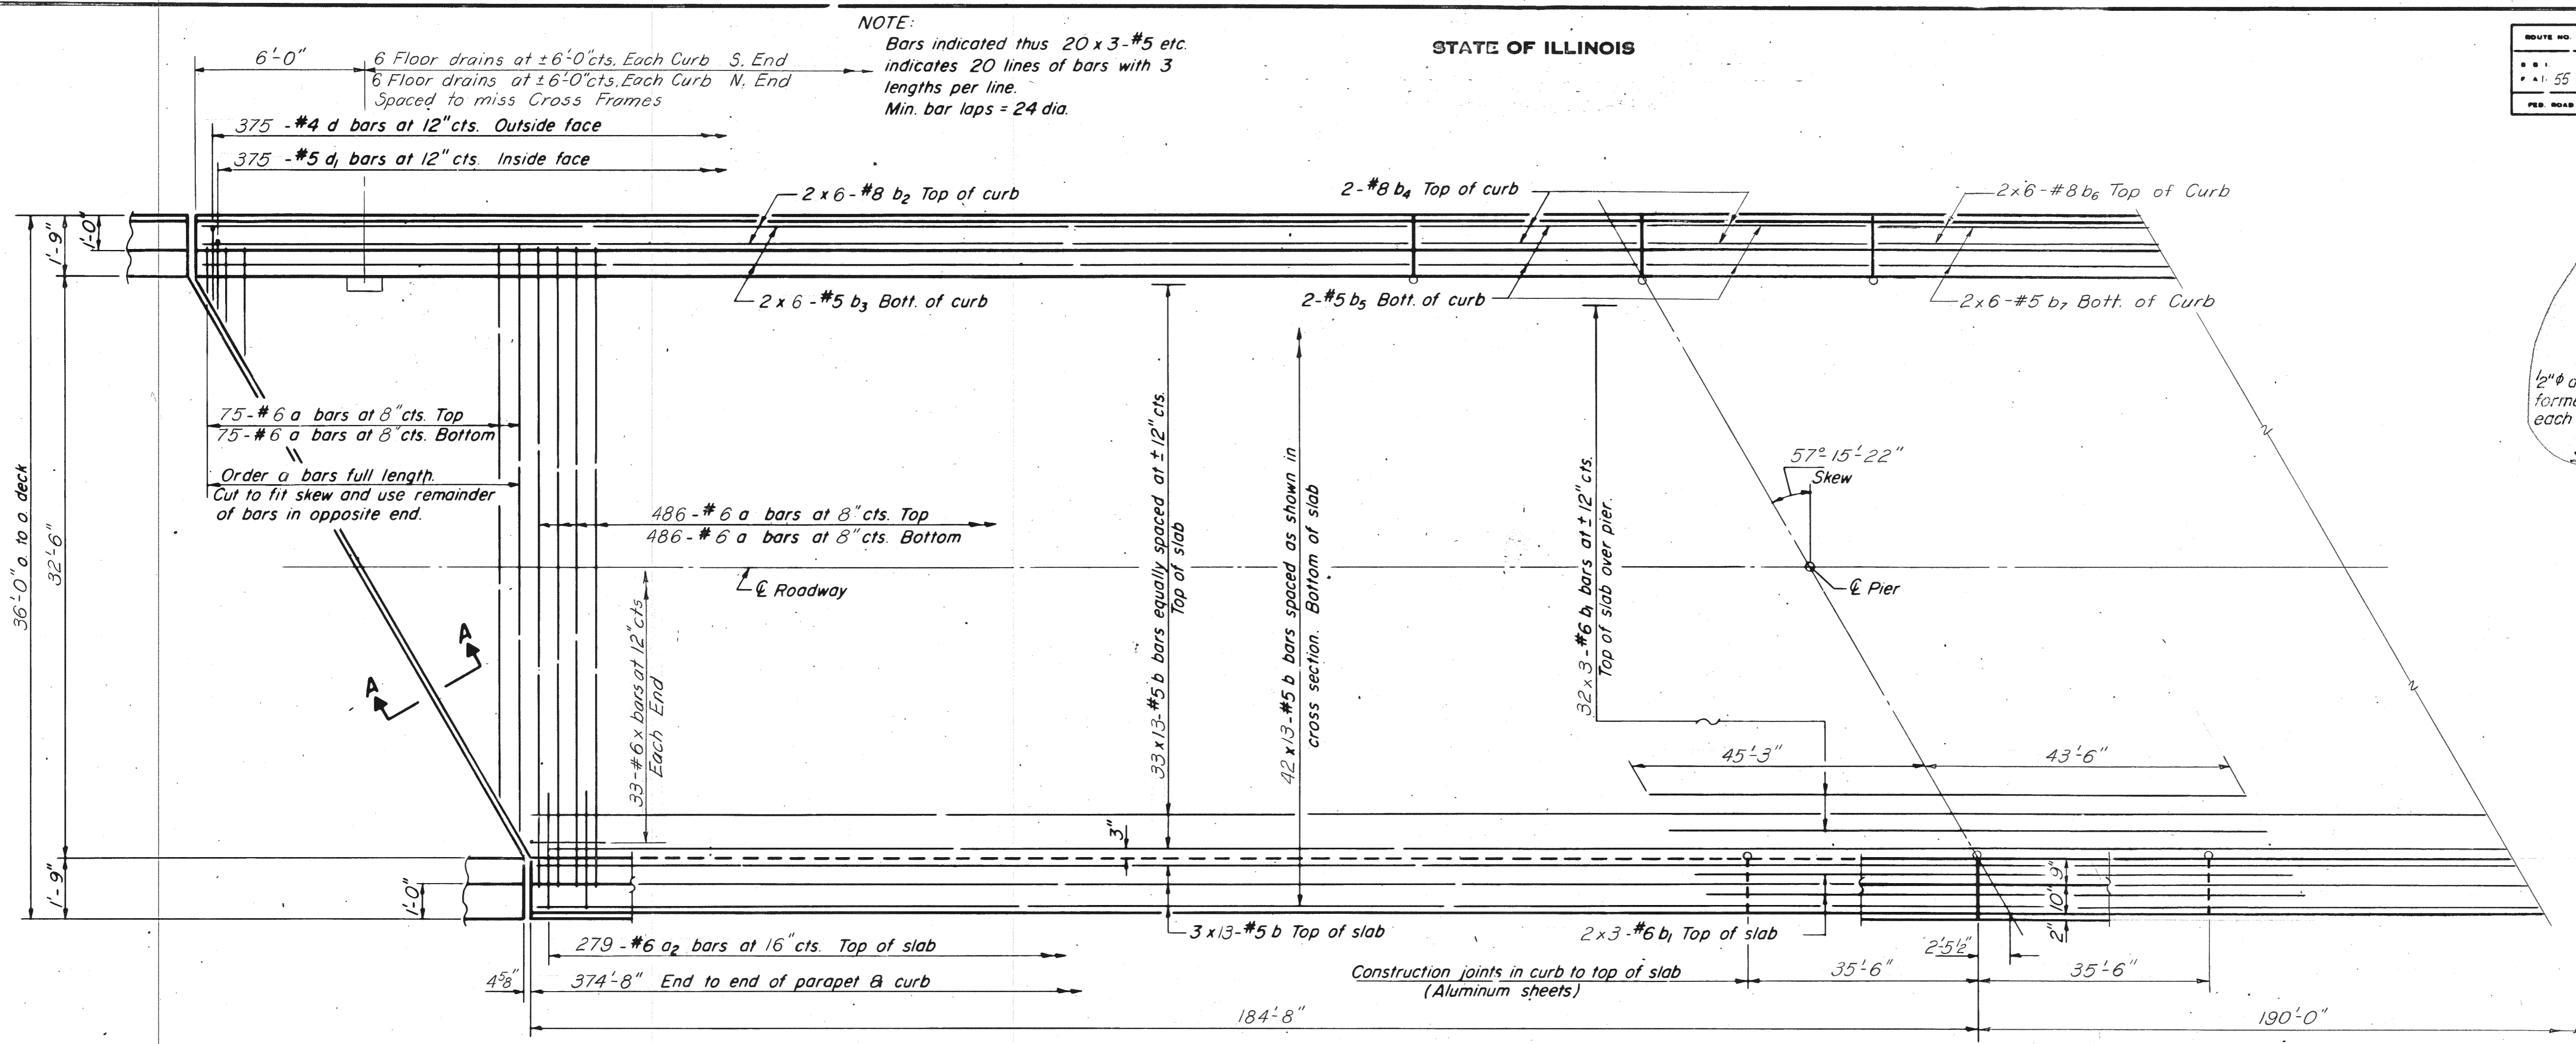 NOTE:
Bars indicated thus 20 x 3-#5 etc.
indicates 20 lines of bars with 3
lengths per line.
Min. bar laps = 24 dia.
STATE OF ILLINOIS
ROUTE NO.
F.A.I. 55
FED. ROAD
6'-0"
6 Floor drains at ±6'-0"cts, Each Curb S. End
6 Floor drains at ±6'-0"cts, Each Curb N. End
Spaced to miss Cross Frames
375 -#4 d bars at 12"cts. Outside face
375 -#5 d₁ bars at 12"cts. Inside face
2 x 6-#8 b₂ Top of curb
2-#8 b₄ Top of curb
2x6-#8 b₆ Top of Curb
1'-9"
1'-0"
2 x 6 -#5 b₃ Bott. of curb
2-#5 b₅ Bott. of curb
2x6-#5 b₇ Bott. of Curb
½"φ
forme
each
75-#6 a bars at 8"cts. Top
75-#6 a bars at 8"cts. Bottom
Order a bars full length.
Cut to fit skew and use remainder
of bars in opposite end.
57°-15'-22"
Skew
486-#6 a bars at 8"cts. Top
486-#6 a bars at 8"cts. Bottom
36'-0" o. to o. deck
32'-6"
℄ Roadway
℄ Pier
33-#6 x bars at 12"cts
Each End
33x13-#5 b bars equally spaced at ±12"cts.
Top of slab
42x13-#5 b bars spaced as shown in
cross section. Bottom of slab
32x3-#6 b₁ bars at ±12"cts.
Top of slab over pier.
A
A
45'-3"
43'-6"
3"
1'-9"
1'-0"
9"
10"
2"
3 x13-#5 b Top of slab
2x3-#6 b₁ Top of slab
279-#6 a₂ bars at 16"cts. Top of slab
2'-5½"
4⅝"
374'-8" End to end of parapet & curb
Construction joints in curb to top of slab
(Aluminum sheets)
35'-6"
35'-6"
184'-8"
190'-0"